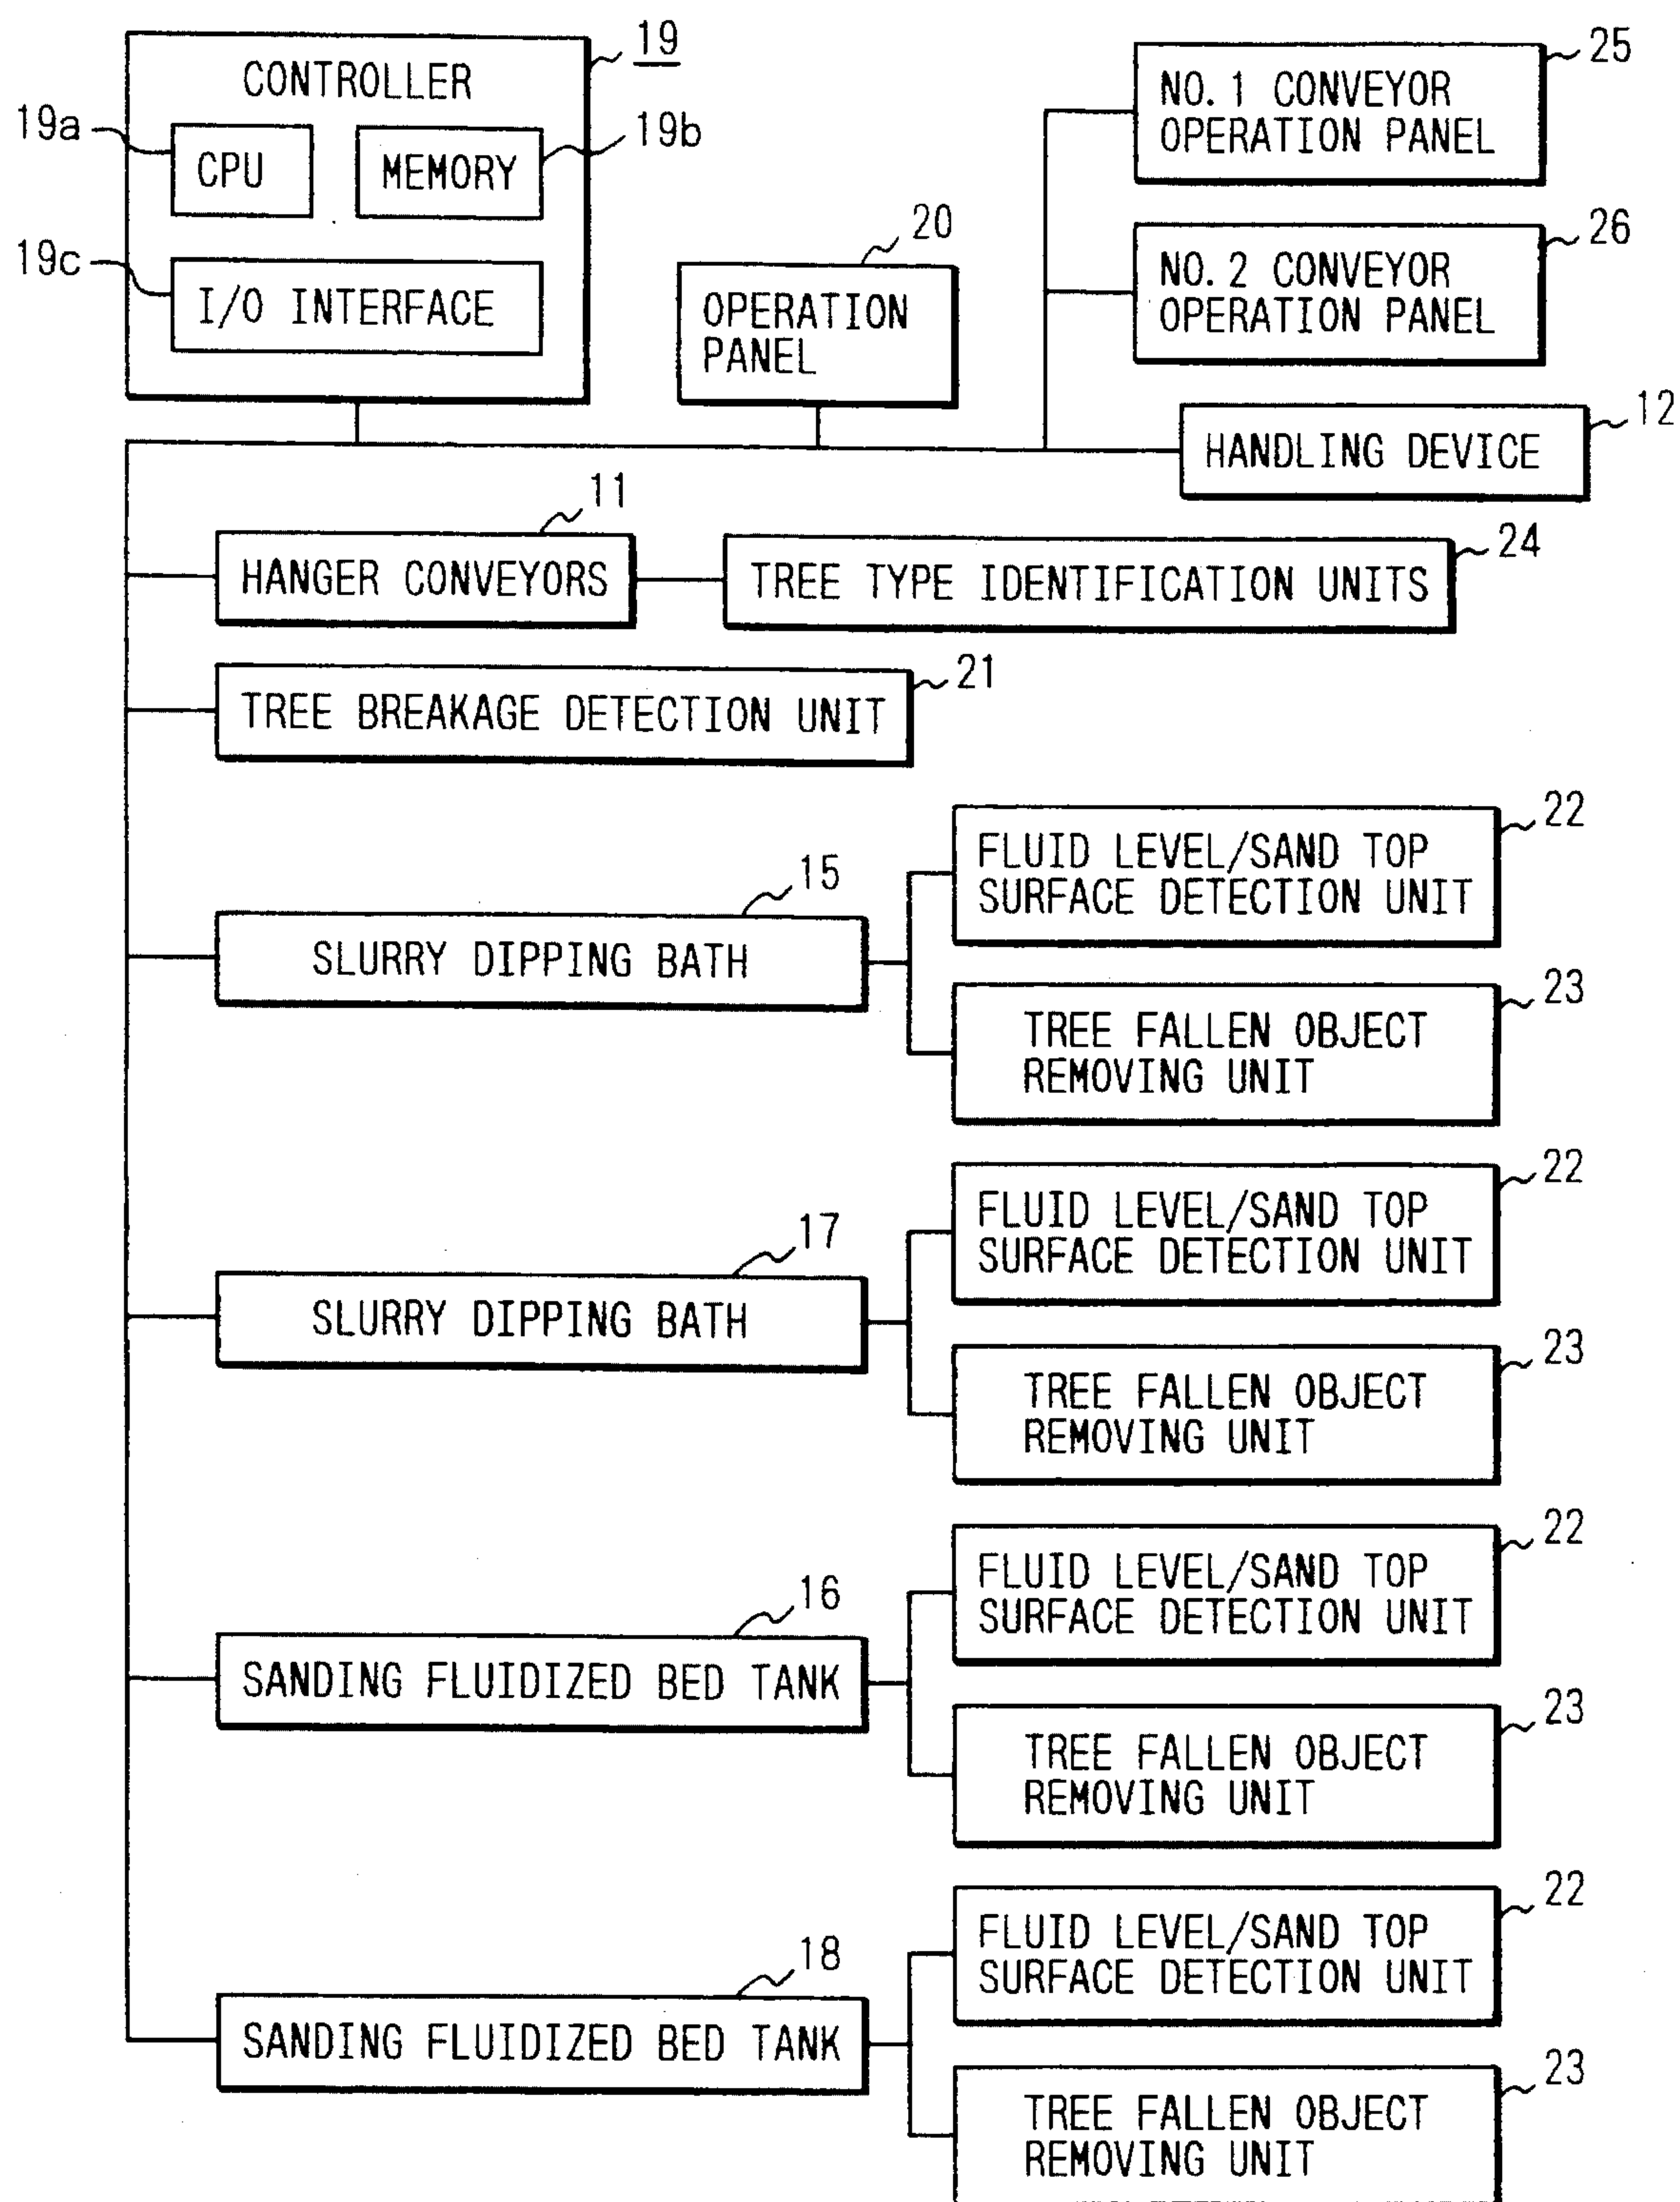 19
CONTROLLER
19a
CPU
MEMORY
19b
19c
I/O INTERFACE
20
OPERATION
PANEL
25
NO. 1 CONVEYOR
OPERATION PANEL
26
NO. 2 CONVEYOR
OPERATION PANEL
12
HANDLING DEVICE
11
HANGER CONVEYORS
24
TREE TYPE IDENTIFICATION UNITS
21
TREE BREAKAGE DETECTION UNIT
15
SLURRY DIPPING BATH
22
FLUID LEVEL/SAND TOP
SURFACE DETECTION UNIT
23
TREE FALLEN OBJECT
REMOVING UNIT
17
SLURRY DIPPING BATH
22
FLUID LEVEL/SAND TOP
SURFACE DETECTION UNIT
23
TREE FALLEN OBJECT
REMOVING UNIT
16
SANDING FLUIDIZED BED TANK
22
FLUID LEVEL/SAND TOP
SURFACE DETECTION UNIT
23
TREE FALLEN OBJECT
REMOVING UNIT
18
SANDING FLUIDIZED BED TANK
22
FLUID LEVEL/SAND TOP
SURFACE DETECTION UNIT
23
TREE FALLEN OBJECT
REMOVING UNIT